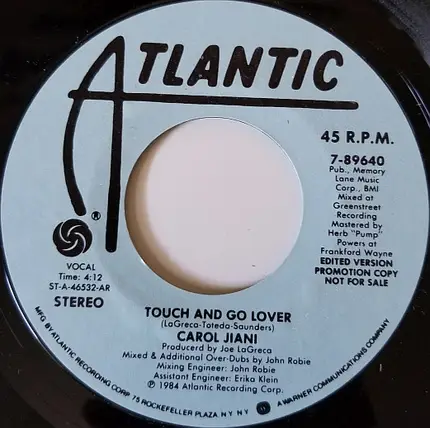 ATLANTIC
®
45 R.P.M.
7-89640
Pub., Memory
Lane Music
Corp., BMI
Mixed at
Greenstreet
Recording
Mastered by
Herb "Pump"
Powers at
Frankford Wayne
EDITED VERSION
PROMOTION COPY
NOT FOR SALE
VOCAL
Time: 4:12
ST-A-46532-AR
STEREO
TOUCH AND GO LOVER
(LaGreca-Toteda-Saunders)
CAROL JIANI
Producerd by Joe LaGreca
Mixed & Additional Over-Dubs by John Robie
Mixing Engineer: John Robie
Assistant Engineer: Erika Klein
℗ 1984 Atlantic Recording Corp.
MFG. BY ATLANTIC RECORDING CORP. 75 ROCKEFELLER PLAZA, N.Y. N.Y. A WARNER COMMUNICATIONS COMPANY